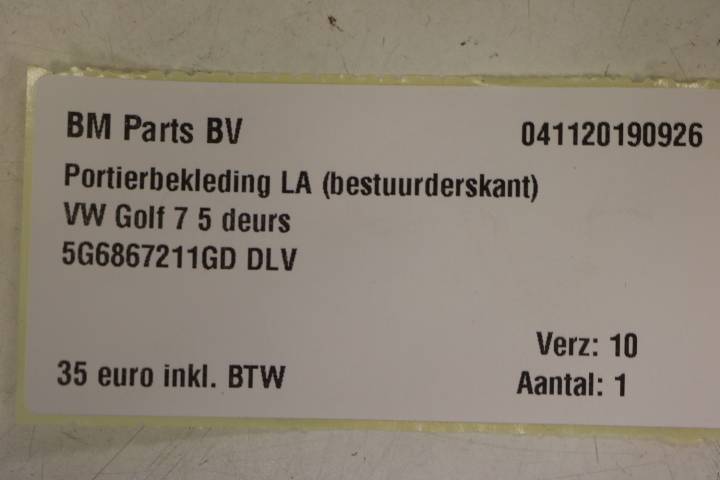 BM Parts BV 041120190926
Portierbekleding LA (bestuurderskant)
VW Golf 7 5 deurs
5G6867211GD DLV
Verz: 10
35 euro inkl. BTW Aantal: 1